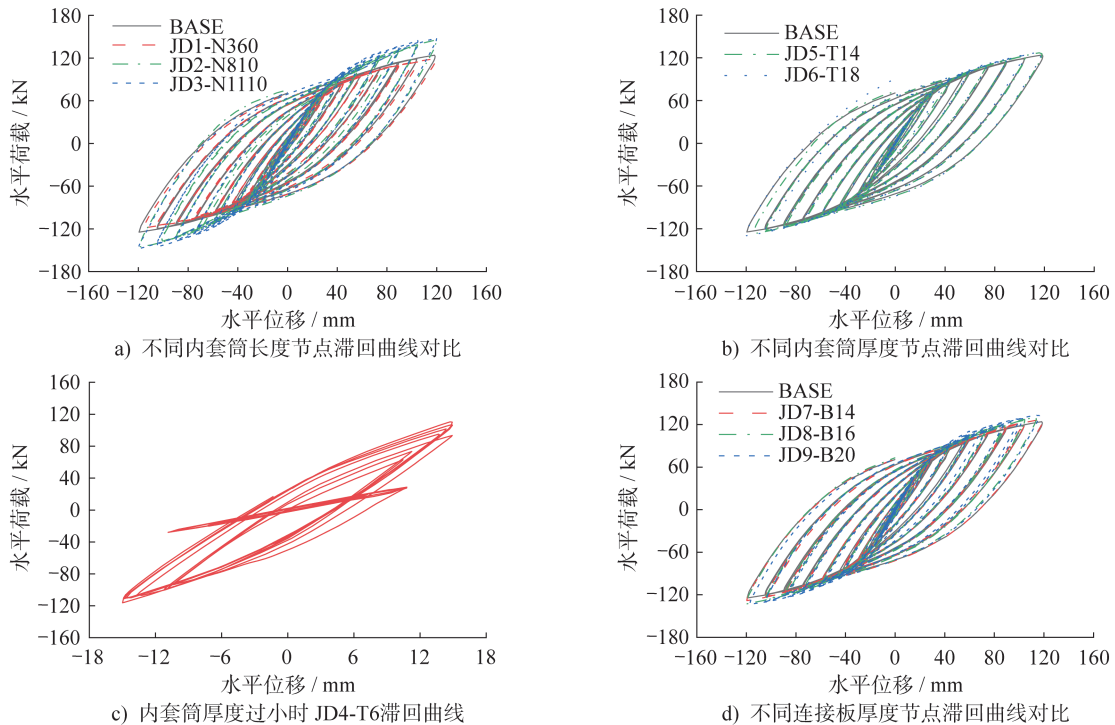 180
120
60
0
−60
−120
−180
水平荷载 / kN
BASE
JD1-N360
JD2-N810
JD3-N1110
−160 −120 −80 −40 0 40 80 120 160
水平位移 / mm
a) 不同内套筒长度节点滞回曲线对比
180
120
60
0
−60
−120
−180
水平荷载 / kN
BASE
JD5-T14
JD6-T18
−160 −120 −80 −40 0 40 80 120 160
水平位移 / mm
b) 不同内套筒厚度节点滞回曲线对比
160
120
80
40
0
−40
−80
−120
−160
水平荷载 / kN
−18 −12 −6 0 6 12 18
水平位移 / mm
c) 内套筒厚度过小时 JD4-T6滞回曲线
180
120
60
0
−60
−120
−180
水平荷载 / kN
BASE
JD7-B14
JD8-B16
JD9-B20
−160 −120 −80 −40 0 40 80 120 160
水平位移 / mm
d) 不同连接板厚度节点滞回曲线对比